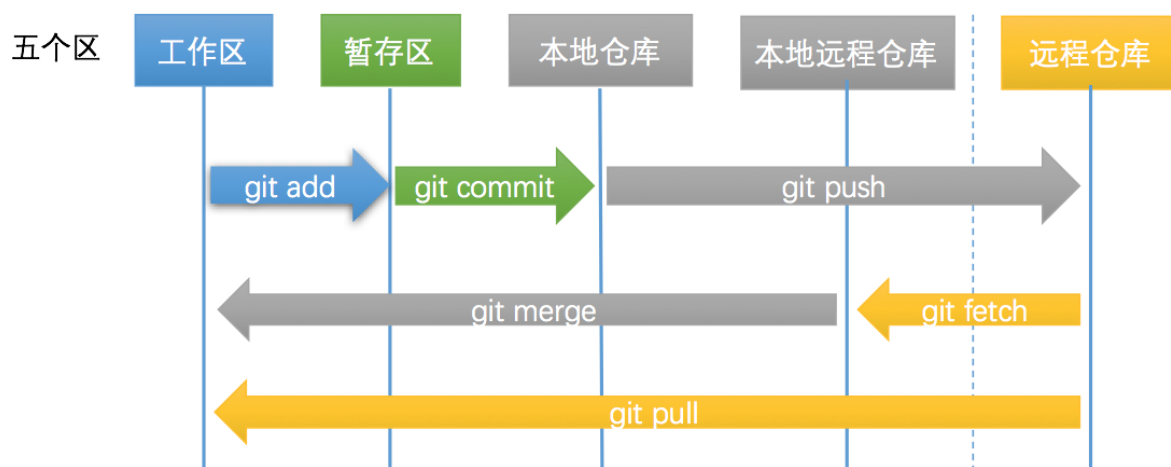 五个区 工作区 暂存区 本地仓库 本地远程仓库 远程仓库
git add git commit git push
git merge git fetch
git pull